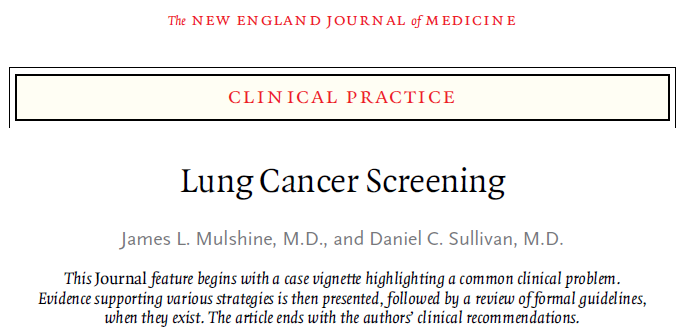 The NEW ENGLAND JOURNAL of MEDICINE
CLINICAL PRACTICE
Lung Cancer Screening
James L. Mulshine, M.D., and Daniel C. Sullivan, M.D.
This Journal feature begins with a case vignette highlighting a common clinical problem.
Evidence supporting various strategies is then presented, followed by a review of formal guidelines,
when they exist. The article ends with the authors’ clinical recommendations.